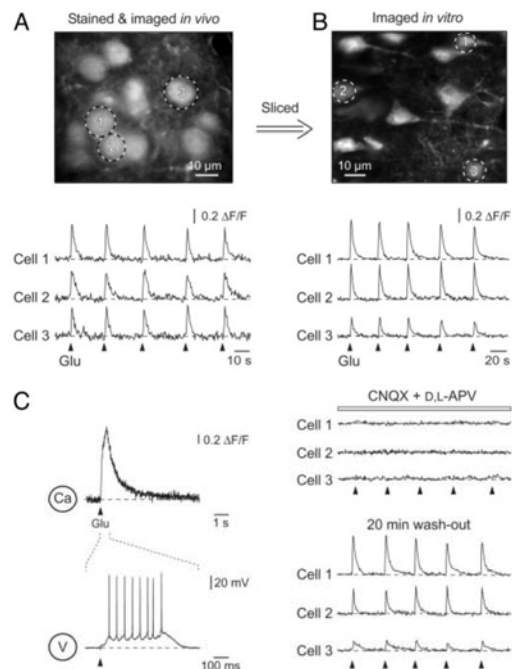 A
Stained & imaged in vivo
10 µm
Sliced
B
Imaged in vitro
1
2
3
10 µm
0.2 ΔF/F
Cell 1
Cell 2
Cell 3
Glu
10 s
0.2 ΔF/F
Cell 1
Cell 2
Cell 3
Glu
20 s
C
0.2 ΔF/F
Ca
Glu
1 s
20 mV
V
100 ms
CNQX + D,L-APV
Cell 1
Cell 2
Cell 3
20 min wash-out
Cell 1
Cell 2
Cell 3